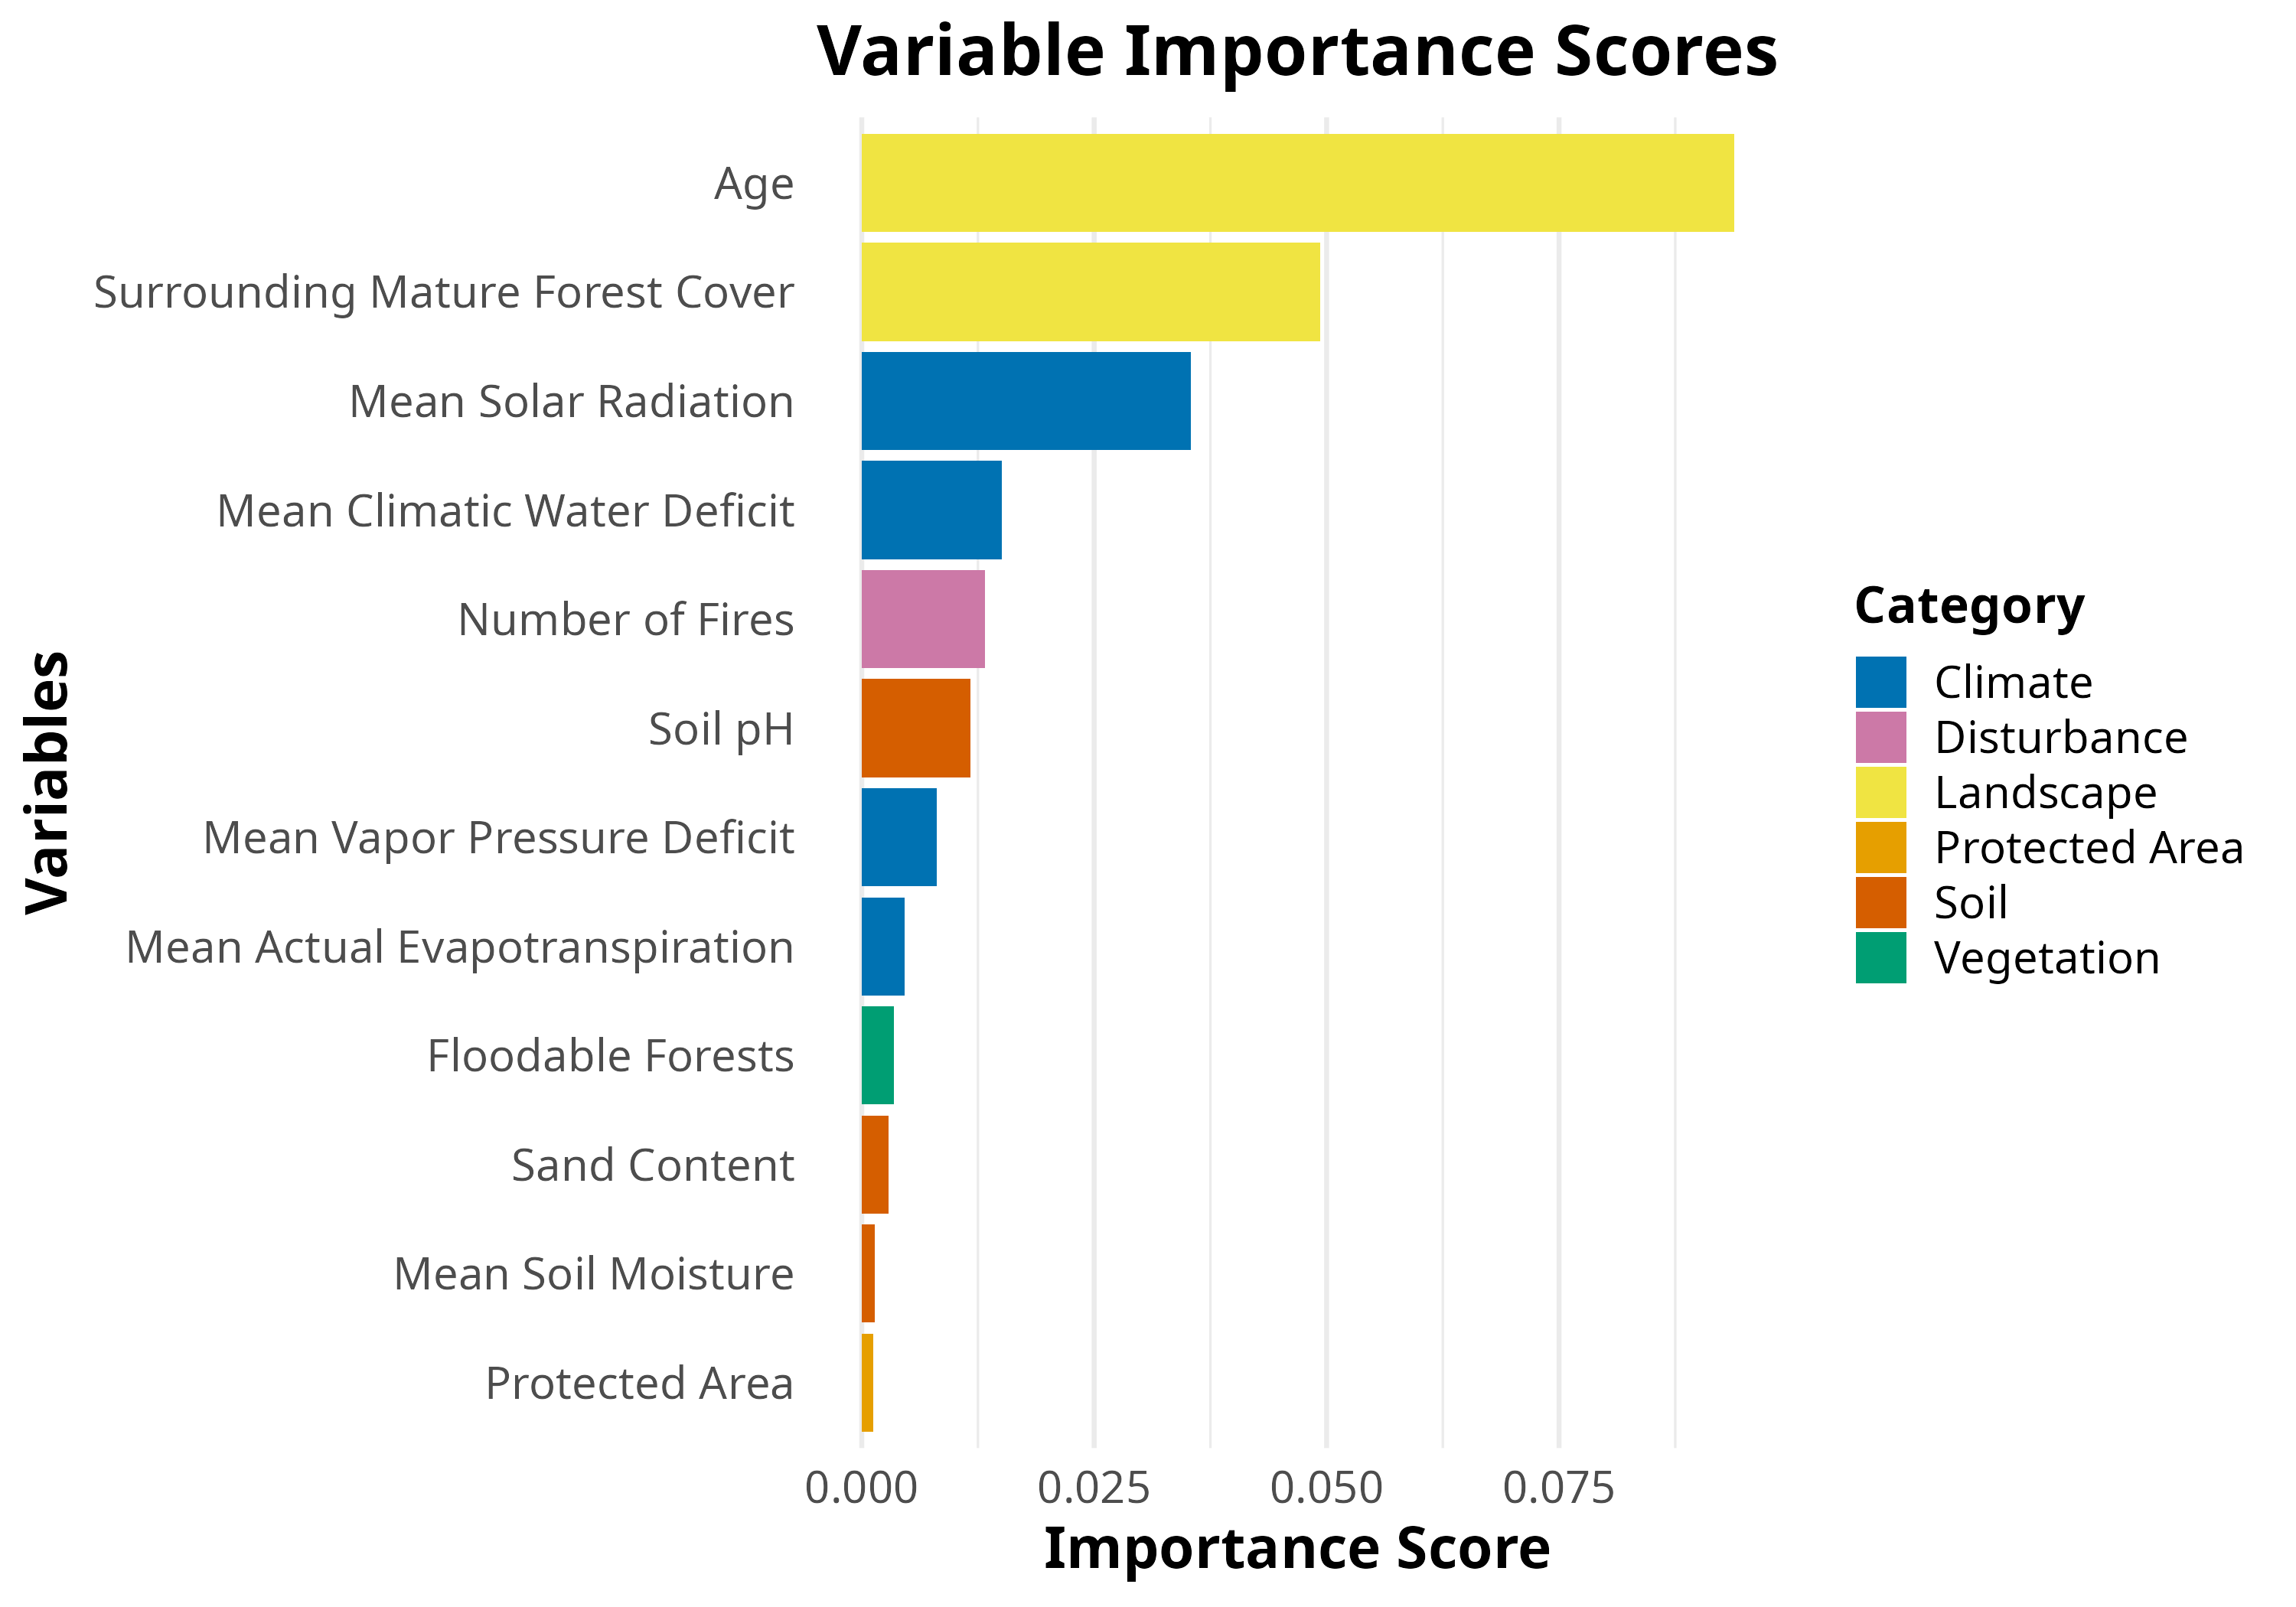 Variable Importance Scores
Age
Surrounding Mature Forest Cover
Mean Solar Radiation
Mean Climatic Water Deficit
Number of Fires
Soil pH
Mean Vapor Pressure Deficit
Mean Actual Evapotranspiration
Floodable Forests
Sand Content
Mean Soil Moisture
Protected Area
Variables
0.000 0.025 0.050 0.075
Importance Score
Category
Climate
Disturbance
Landscape
Protected Area
Soil
Vegetation